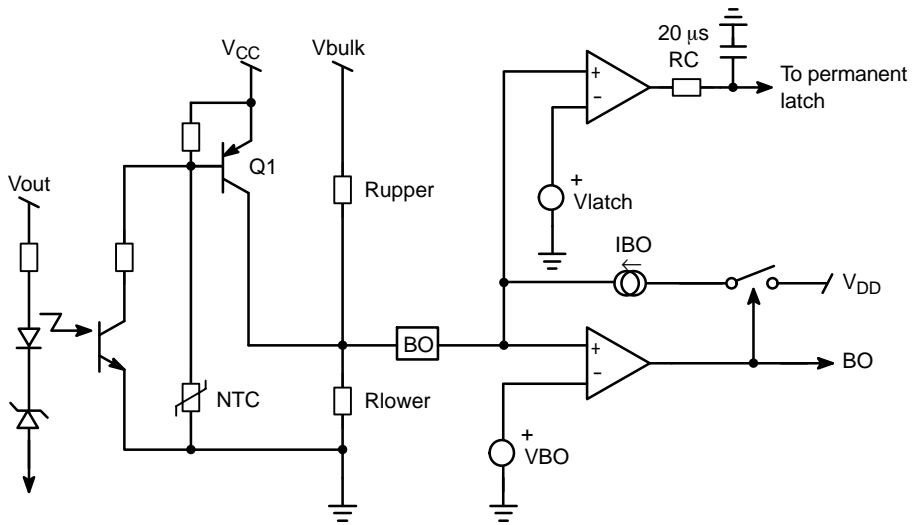 20 μs
RC
To permanent
latch
VCC
Vbulk
+
−
Q1
Vout
Rupper
+
Vlatch
IBO
VDD
BO
+
−
BO
NTC
Rlower
+
VBO